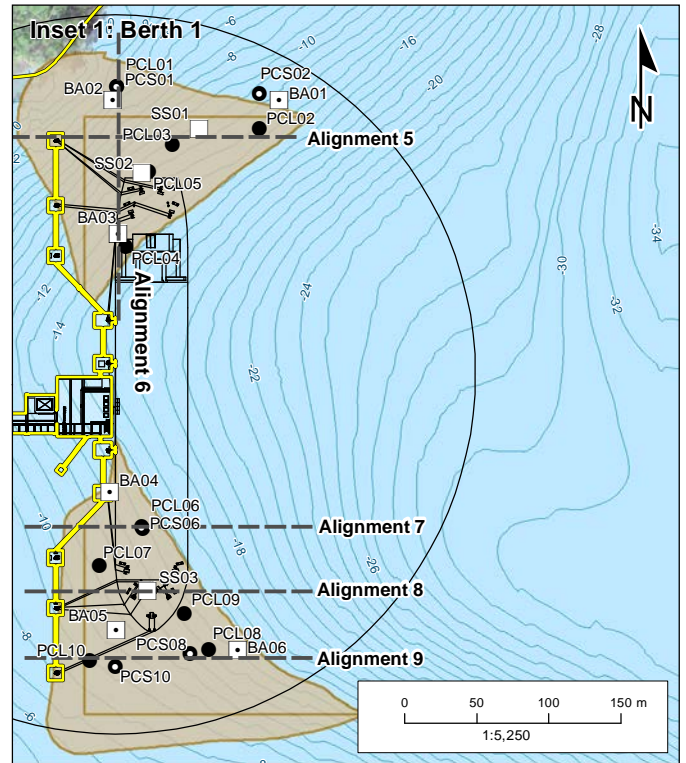 Inset 1: Berth 1
-6
-8
-10
-16
-20
-28
N
PCL01
PCS01
PCS02
BA02
BA01
SS01
PCL02
PCL03
Alignment 5
SS02
PCL05
BA03
PCL04
-34
-30
-32
-24
-12
-14
-22
Alignment 6
BA04
PCL06
PCS06
Alignment 7
-10
-18
PCL07
-26
SS03
Alignment 8
PCL09
BA05
-8
PCS08
PCL08
BA06
PCL10
Alignment 9
PCS10
-6
0 50 100 150 m
1:5,250